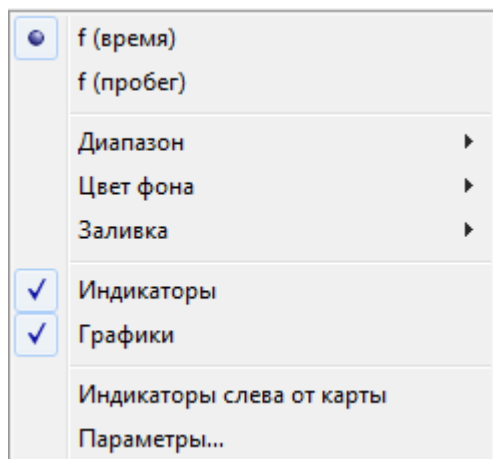 f (время)
f (пробег)
Диапазон
Цвет фона
Заливка
Индикаторы
Графики
Индикаторы слева от карты
Параметры...